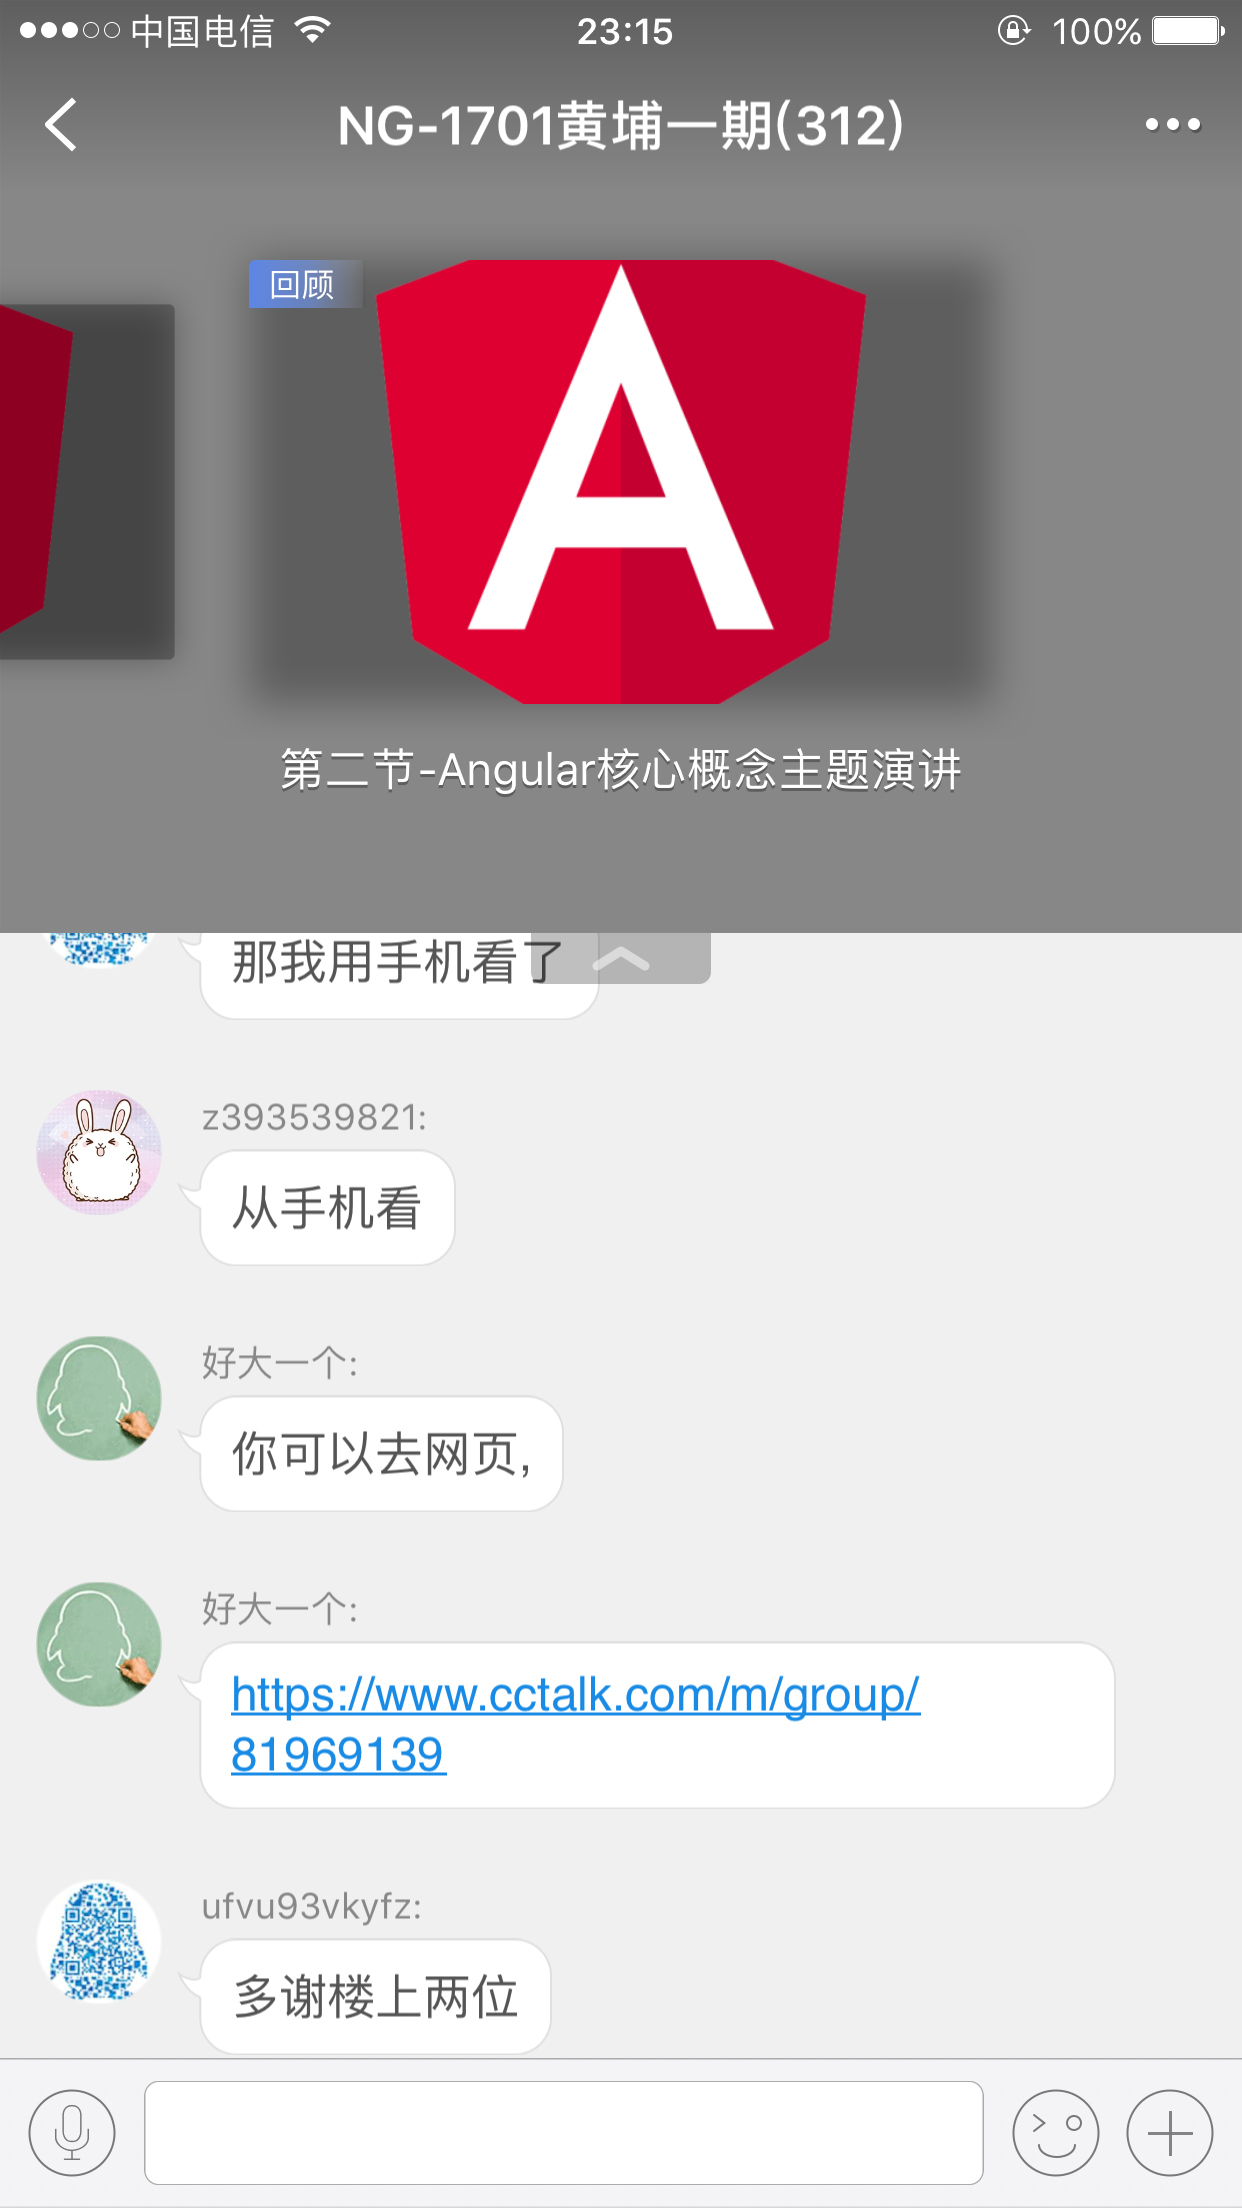 中国电信 23:15 100%
NG-1701黄埔一期(312)
回顾
第二节-Angular核心概念主题演讲
那我用手机看了
z393539821:
从手机看
好大一个:
你可以去网页,
好大一个:
https://www.cctalk.com/m/group/
81969139
ufvu93vkyfz:
多谢楼上两位